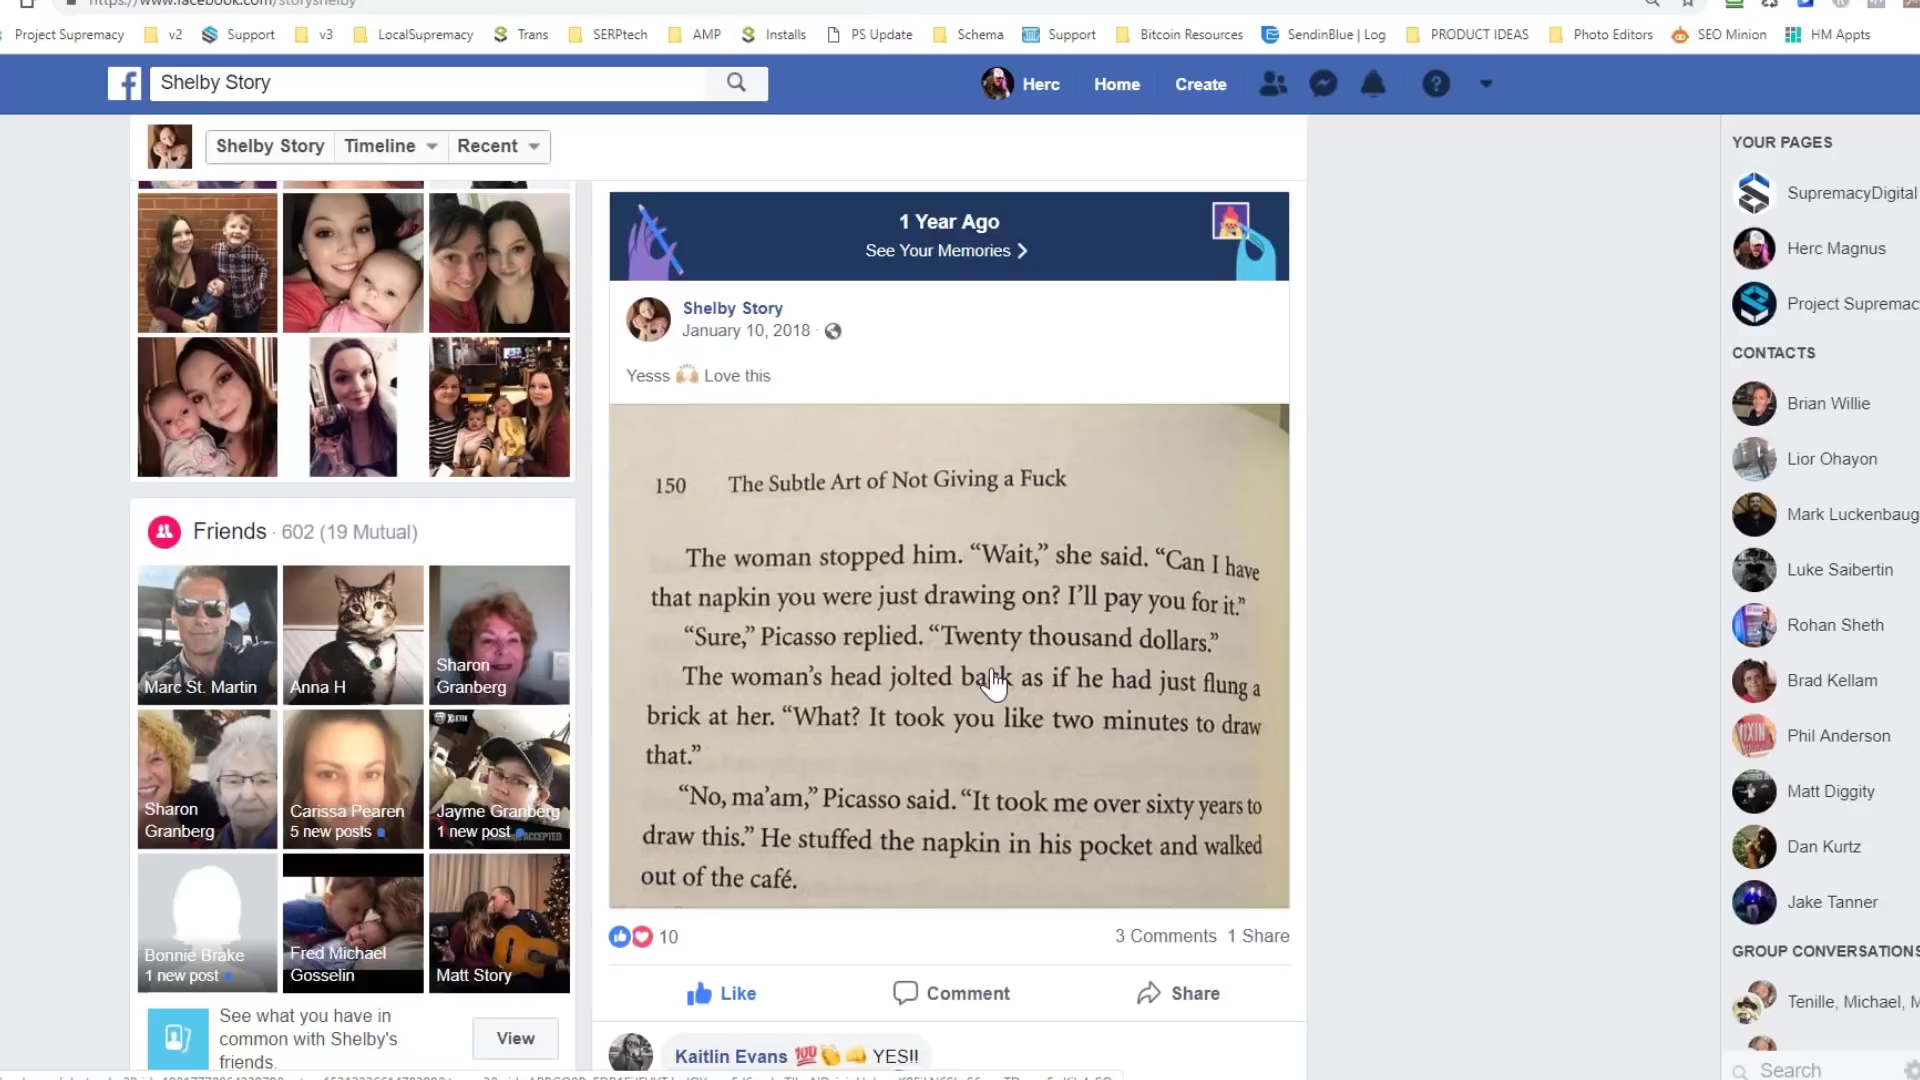 https://www.facebook.com/storyshelby
Project Supremacy v2 Support v3 LocalSupremacy Trans SERPtech AMP Installs PS Update Schema Support Bitcoin Resources SendinBlue | Log PRODUCT IDEAS Photo Editors SEO Minion HM Appts
Shelby Story
Herc Home Create
Shelby Story Timeline Recent
1 Year Ago
See Your Memories
Shelby Story
January 10, 2018
Yesss 🙌🏻 Love this
150 The Subtle Art of Not Giving a Fuck
The woman stopped him. “Wait,” she said. “Can I have
that napkin you were just drawing on? I’ll pay you for it.”
“Sure,” Picasso replied. “Twenty thousand dollars.”
The woman’s head jolted back as if he had just flung a
brick at her. “What? It took you like two minutes to draw
that.”
“No, ma’am,” Picasso said. “It took me over sixty years to
draw this.” He stuffed the napkin in his pocket and walked
out of the café.
10
3 Comments 1 Share
Like Comment Share
Kaitlin Evans 💯👏👊 YES!!
Friends · 602 (19 Mutual)
Marc St. Martin
Anna H
Sharon
Granberg
Sharon
Granberg
Carissa Pearen
5 new posts
Jayme Granberg
1 new post
Bonnie Brake
1 new post
Fred Michael
Gosselin
Matt Story
See what you have in
common with Shelby's
friends.
View
YOUR PAGES
SupremacyDigital
Herc Magnus
Project Supremac
CONTACTS
Brian Willie
Lior Ohayon
Mark Luckenbaug
Luke Saibertin
Rohan Sheth
Brad Kellam
Phil Anderson
Matt Diggity
Dan Kurtz
Jake Tanner
GROUP CONVERSATIONS
Tenille, Michael, M
Search